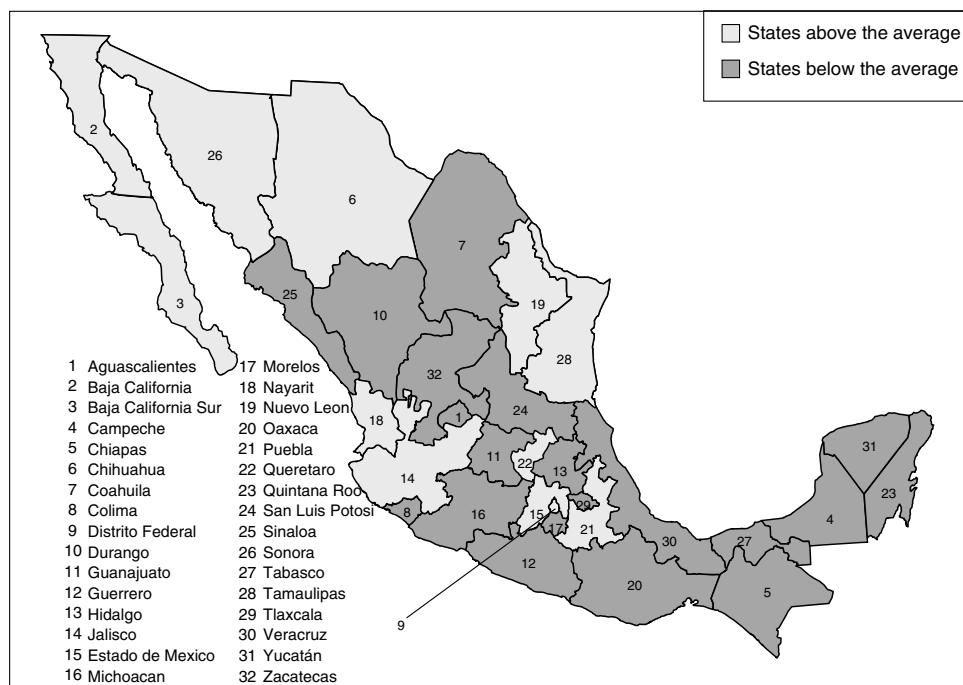 States above the average
States below the average
2
26
6
7
3
25
10
19
28
32
18
1
24
14
11
22
13
31
23
8
16
15
29
21
4
17
30
27
12
20
5
9
1 Aguascalientes
2 Baja California
3 Baja California Sur
4 Campeche
5 Chiapas
6 Chihuahua
7 Coahuila
8 Colima
9 Distrito Federal
10 Durango
11 Guanajuato
12 Guerrero
13 Hidalgo
14 Jalisco
15 Estado de Mexico
16 Michoacan
17 Morelos
18 Nayarit
19 Nuevo Leon
20 Oaxaca
21 Puebla
22 Queretaro
23 Quintana Roo
24 San Luis Potosi
25 Sinaloa
26 Sonora
27 Tabasco
28 Tamaulipas
29 Tlaxcala
30 Veracruz
31 Yucatán
32 Zacatecas